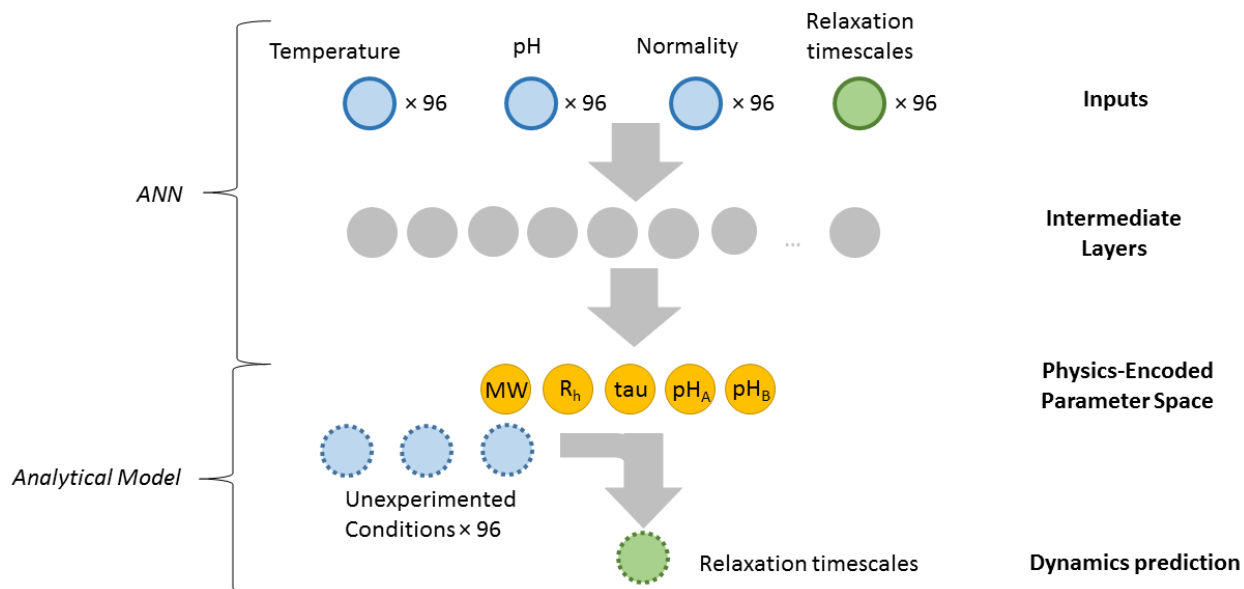 Temperature
pH
Normality
Relaxation
timescales
× 96
× 96
× 96
× 96
Inputs
ANN
...
Intermediate
Layers
MW
Rh
tau
pHA
pHB
Physics-Encoded
Parameter Space
Analytical Model
Unexperimented
Conditions × 96
Relaxation timescales
Dynamics prediction